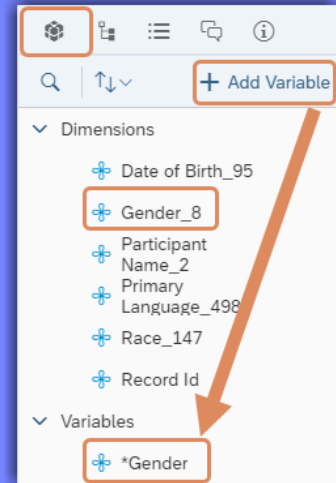 + Add Variable
Dimensions
Date of Birth_95
Gender_8
Participant
Name_2
Primary
Language_498
Race_147
Record Id
Variables
*Gender